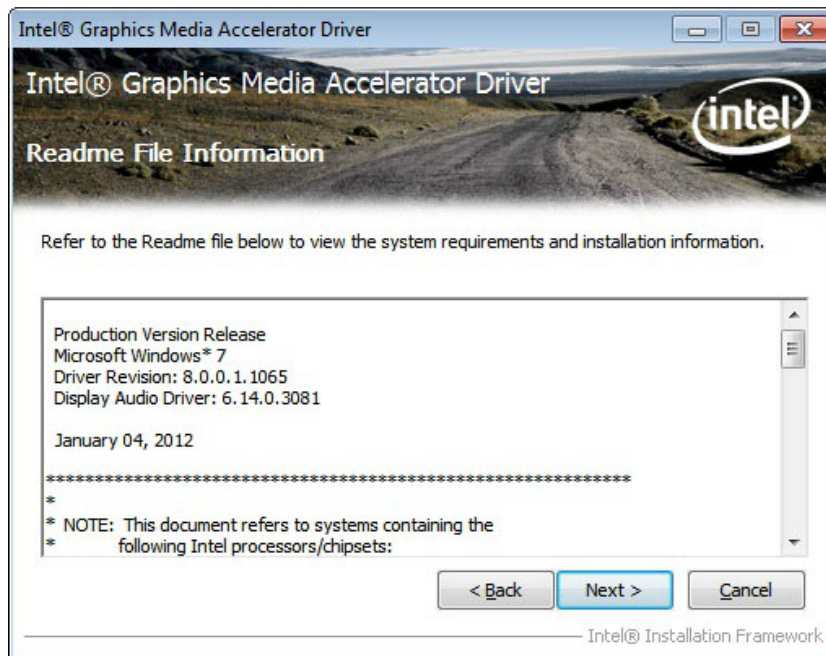 Intel® Graphics Media Accelerator Driver
Intel® Graphics Media Accelerator Driver
intel
Readme File Information
Refer to the Readme file below to view the system requirements and installation information.
Production Version Release
Microsoft Windows* 7
Driver Revision: 8.0.0.1.1065
Display Audio Driver: 6.14.0.3081
January 04, 2012
************************************************************
*
* NOTE: This document refers to systems containing the
* following Intel processors/chipsets:
< Back Next > Cancel
Intel® Installation Framework